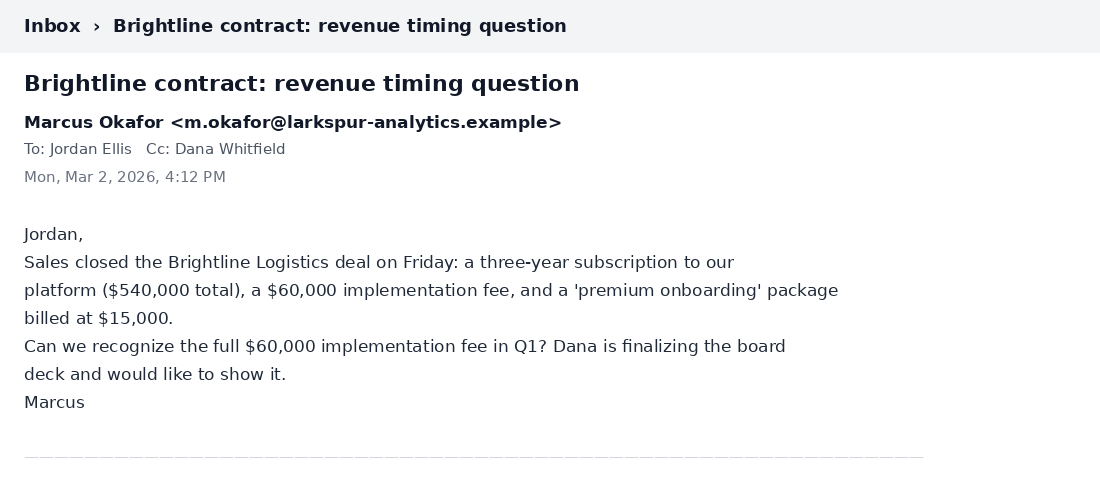 Inbox › Brightline contract: revenue timing question
Brightline contract: revenue timing question
Marcus Okafor <m.okafor@larkspur-analytics.example>
To: Jordan Ellis   Cc: Dana Whitfield
Mon, Mar 2, 2026, 4:12 PM
Jordan,
Sales closed the Brightline Logistics deal on Friday: a three-year subscription to our
platform ($540,000 total), a $60,000 implementation fee, and a 'premium onboarding' package
billed at $15,000.
Can we recognize the full $60,000 implementation fee in Q1? Dana is finalizing the board
deck and would like to show it.
Marcus